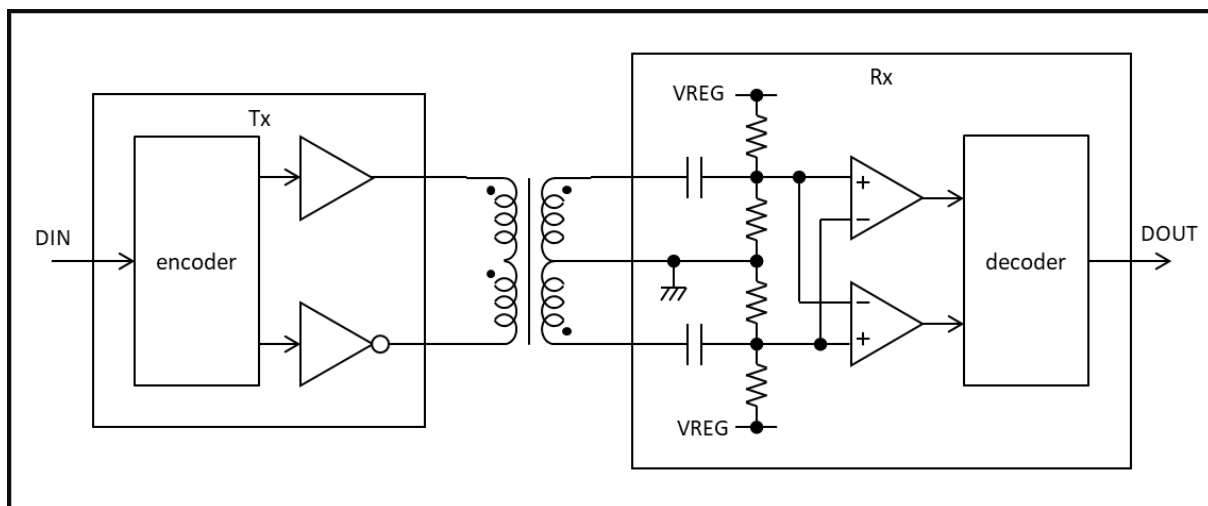 Rx
VREG
Tx
+
−
DIN
encoder
decoder
DOUT
−
+
VREG